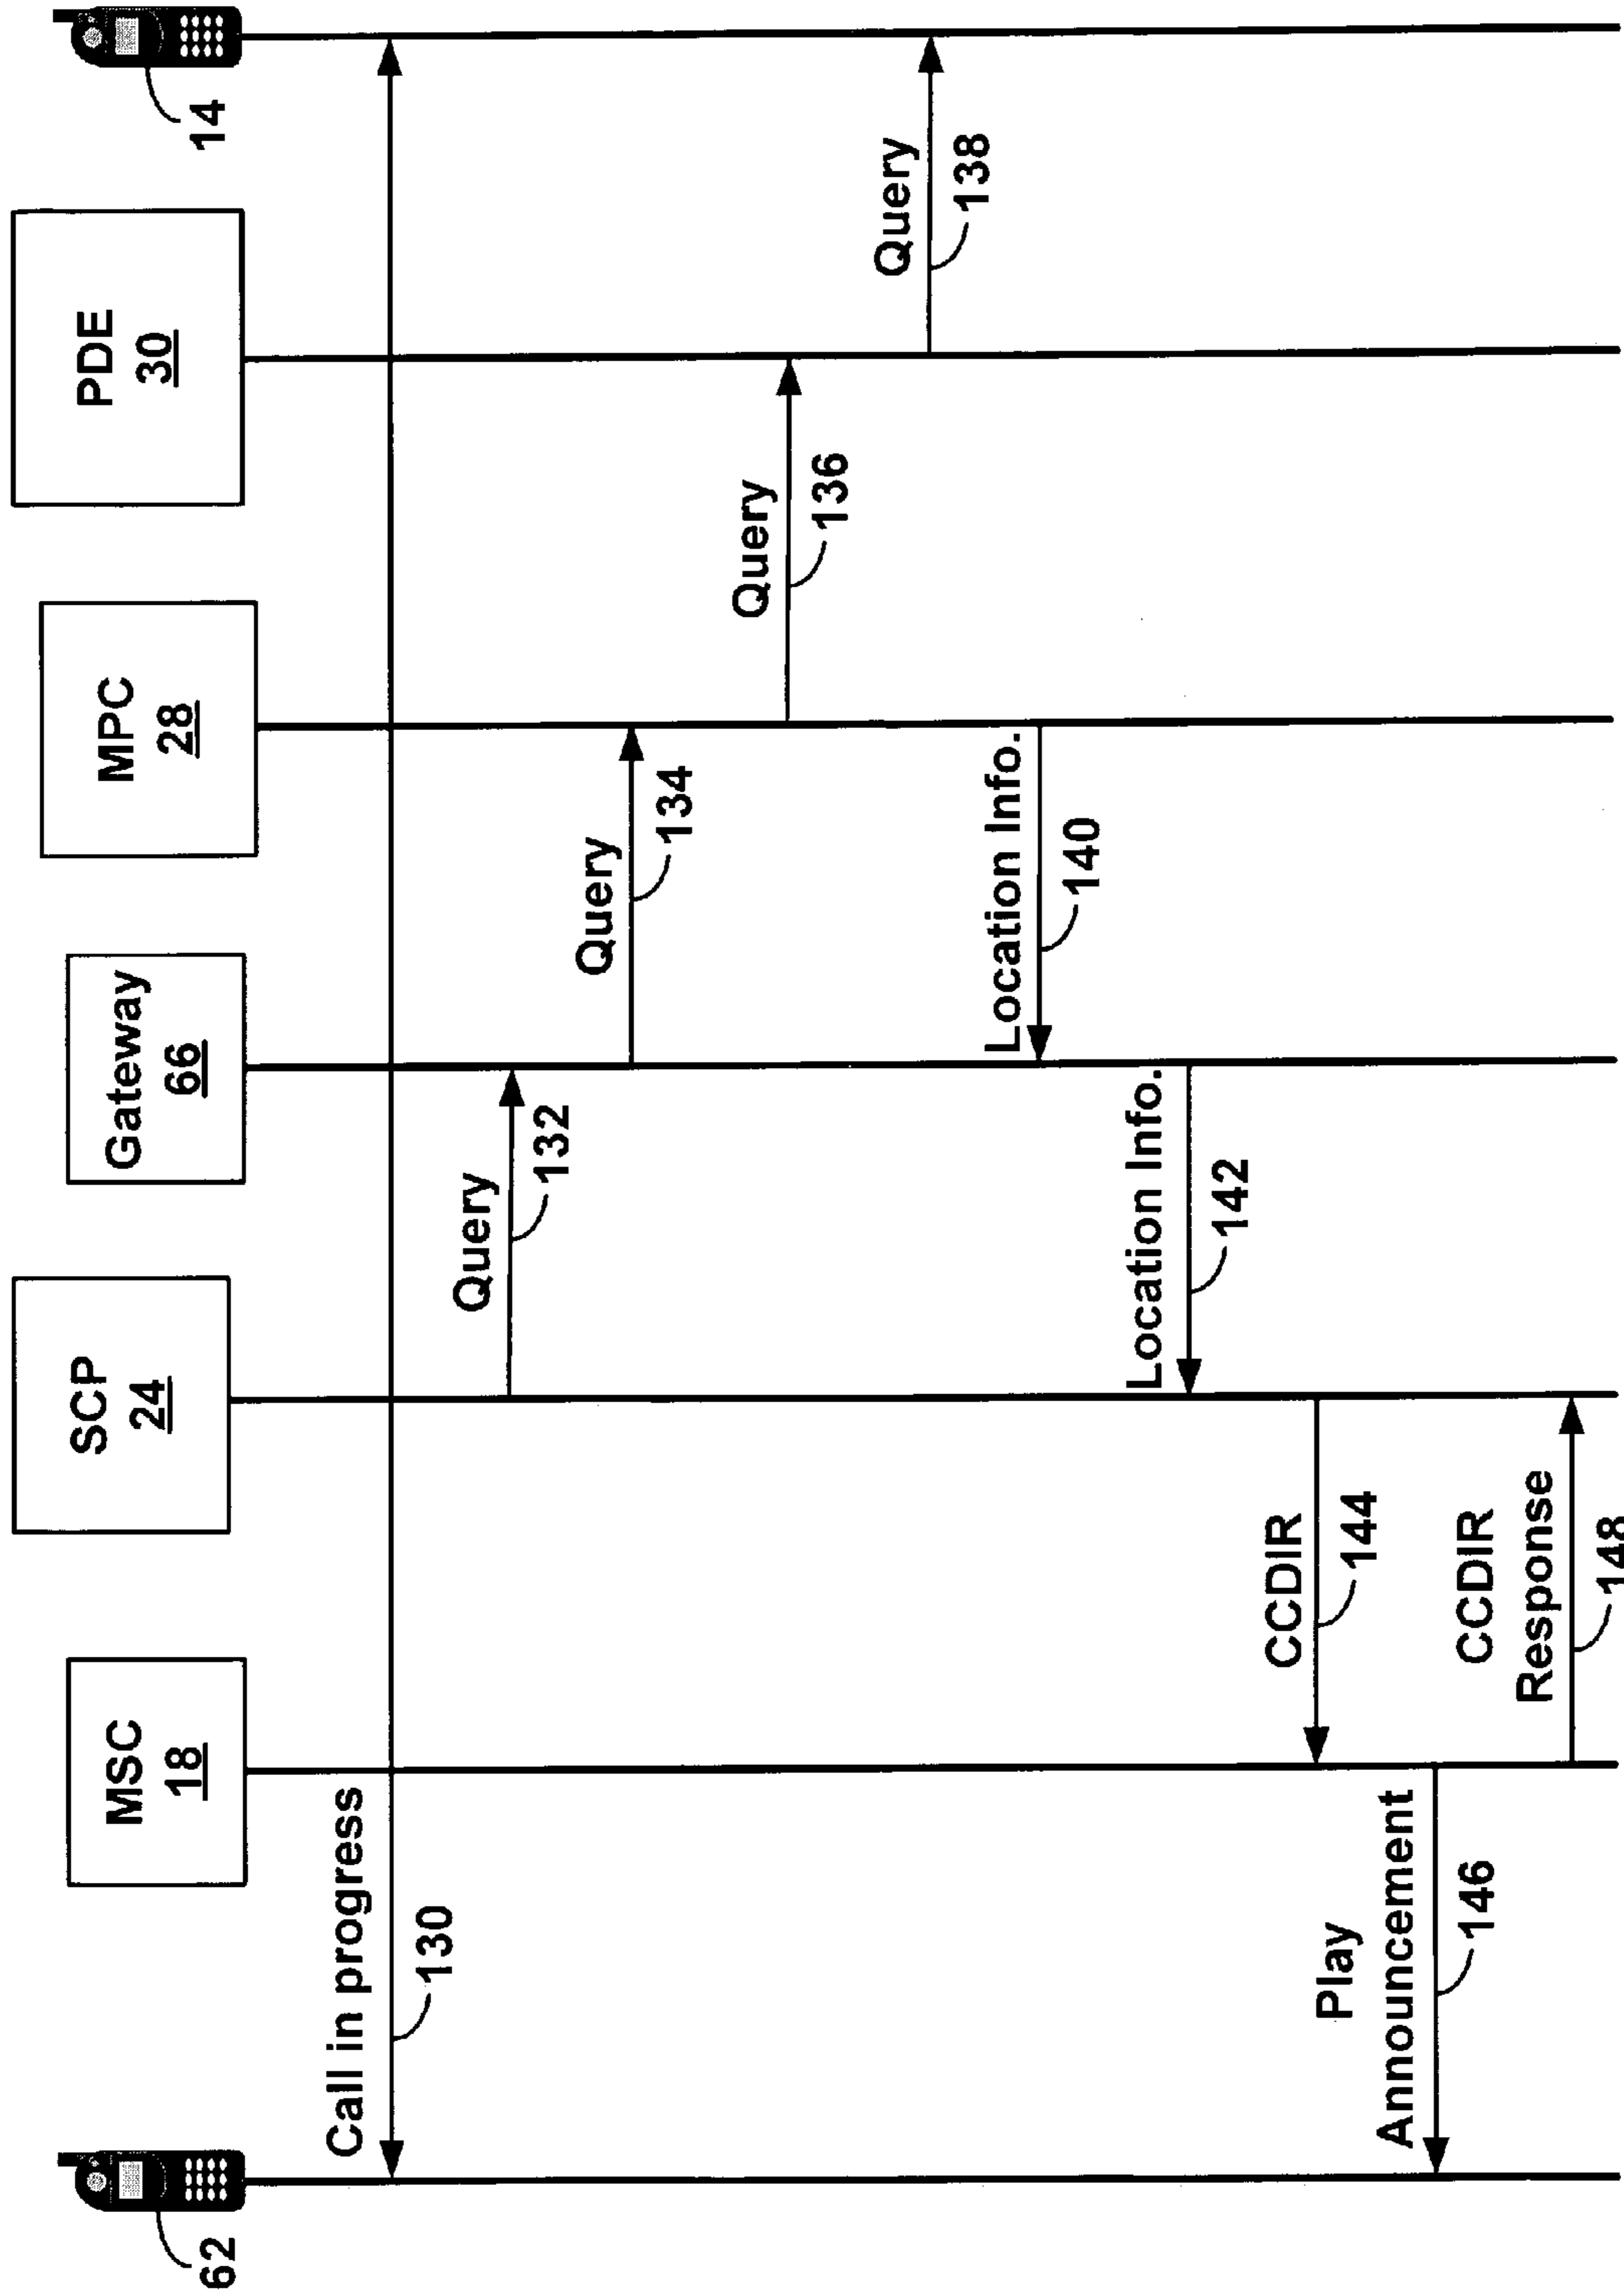 62
MSC
18
SCP
24
Gateway
66
MPC
28
PDE
30
14
Call in progress
130
Query
132
Query
134
Query
136
Query
138
Location Info.
140
Location Info.
142
CCDIR
144
Play
Announcement
146
CCDIR
Response
148